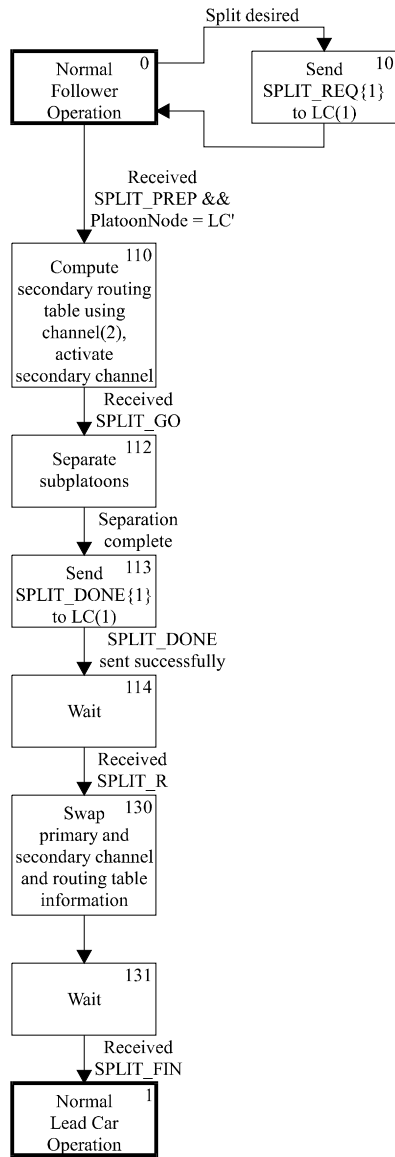 Split desired
0
Normal
Follower
Operation
10
Send
SPLIT_REQ{1}
to LC(1)
Received
SPLIT_PREP &&
PlatoonNode = LC'
110
Compute
secondary routing
table using
channel(2),
activate
secondary channel
Received
SPLIT_GO
112
Separate
subplatoons
Separation
complete
113
Send
SPLIT_DONE{1}
to LC(1)
SPLIT_DONE
sent successfully
114
Wait
Received
SPLIT_R
130
Swap
primary and
secondary channel
and routing table
information
131
Wait
Received
SPLIT_FIN
1
Normal
Lead Car
Operation